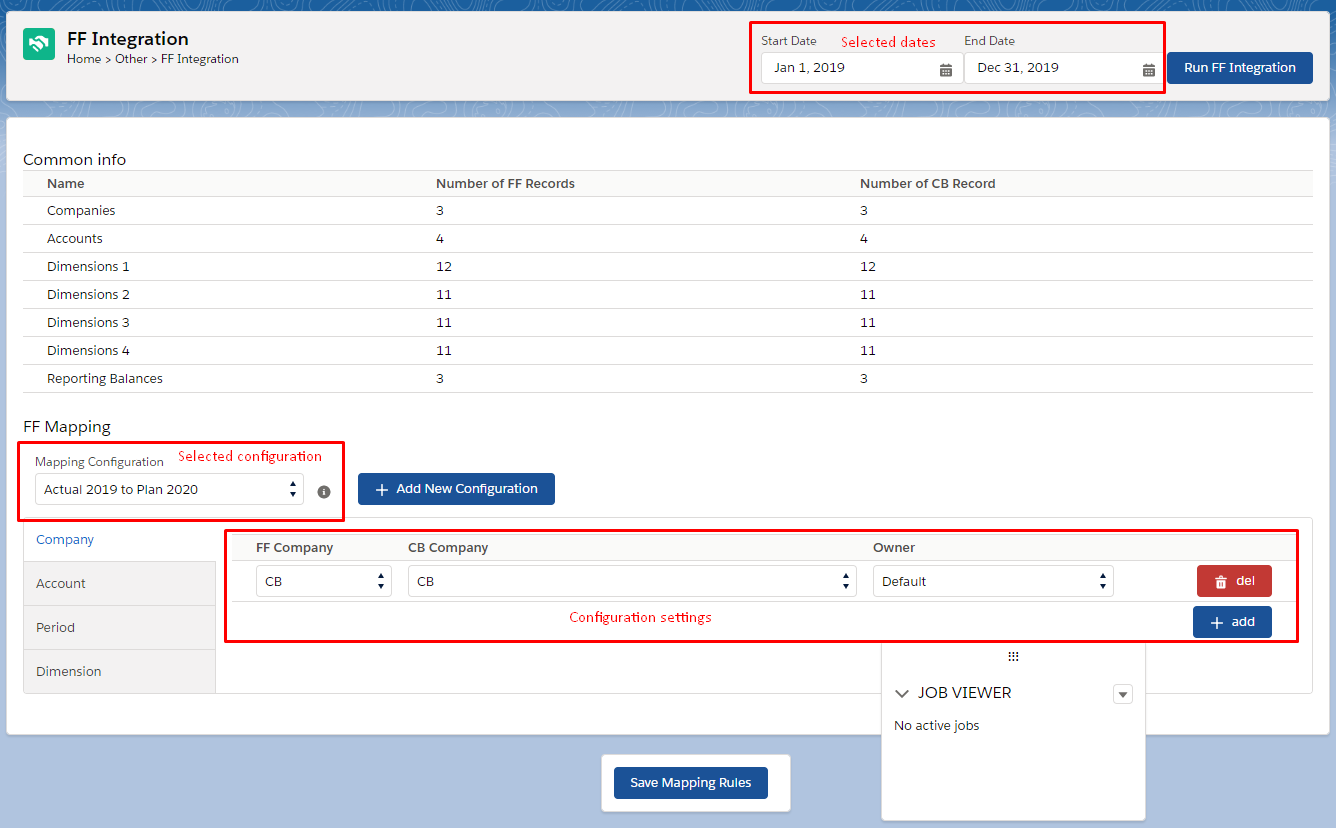 FF Integration
Home > Other > FF Integration
Start Date Selected dates End Date
Jan 1, 2019 Dec 31, 2019 Run FF Integration
Common info
Name Number of FF Records Number of CB Record
Companies 3 3
Accounts 4 4
Dimensions 1 12 12
Dimensions 2 11 11
Dimensions 3 11 11
Dimensions 4 11 11
Reporting Balances 3 3
FF Mapping
Mapping Configuration Selected configuration
Actual 2019 to Plan 2020 + Add New Configuration
Company
Account
Period
Dimension
FF Company CB Company Owner
CB CB Default del
Configuration settings + add
JOB VIEWER
No active jobs
Save Mapping Rules